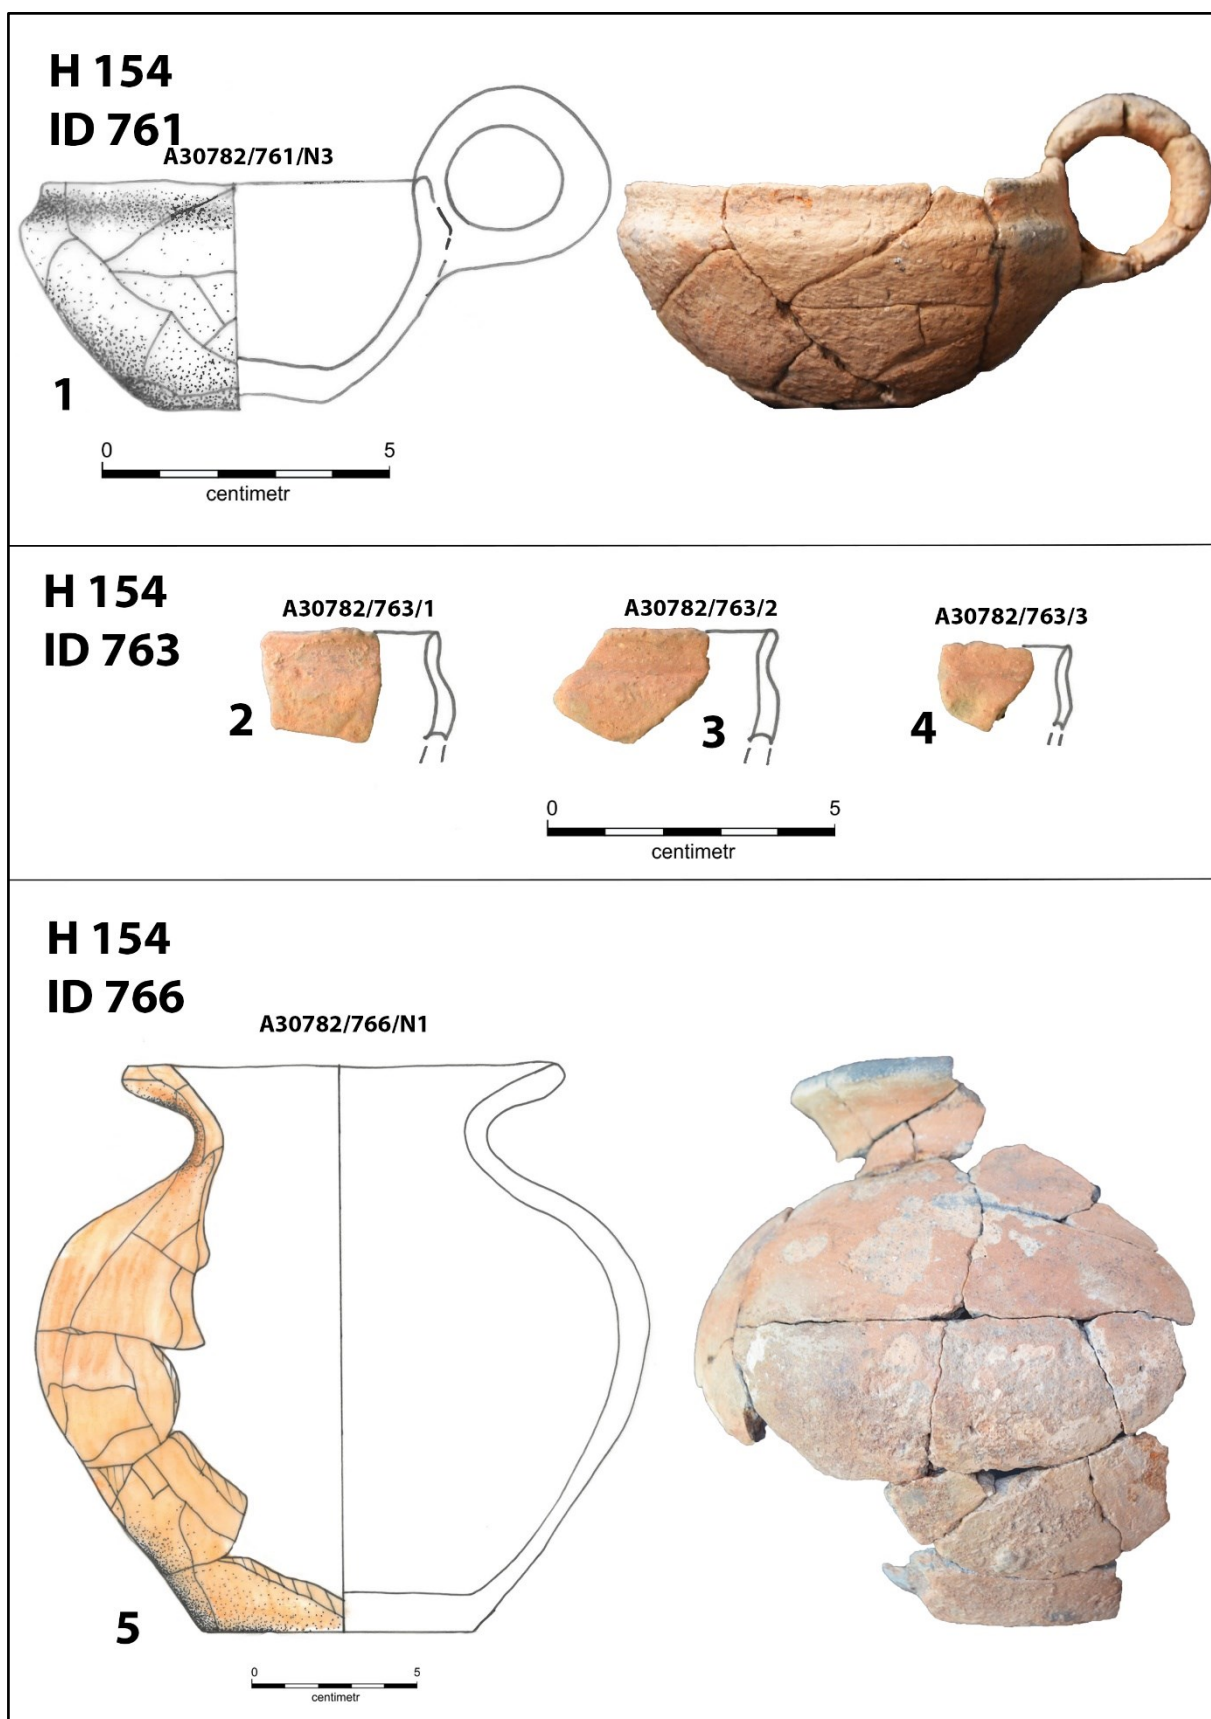 H 154
ID 761
A30782/761/N3
1
0 5
centimetr
H 154
ID 763
A30782/763/1
A30782/763/2
A30782/763/3
2
3
4
0 5
centimetr
H 154
ID 766
A30782/766/N1
5
0 5
centimetr